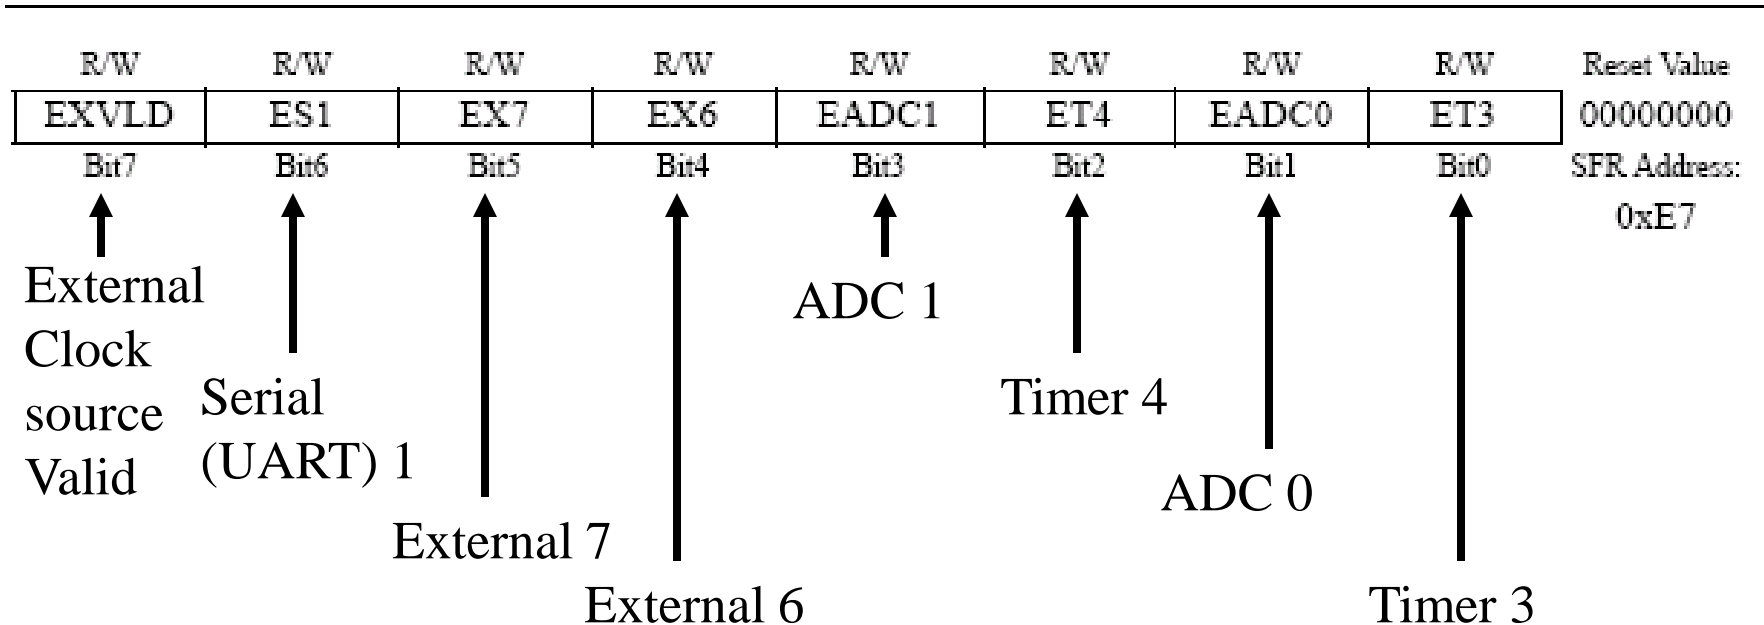 R/W R/W R/W R/W R/W R/W R/W R/W Reset Value
EXVLD ES1 EX7 EX6 EADC1 ET4 EADC0 ET3 00000000
Bit7 Bit6 Bit5 Bit4 Bit3 Bit2 Bit1 Bit0 SFR Address:
0xE7
External
Clock
source
Valid
Serial
(UART) 1
External 7
External 6
ADC 1
Timer 4
ADC 0
Timer 3